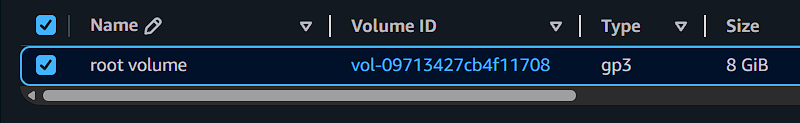 Name Volume ID Type Size
root volume vol-09713427cb4f11708 gp3 8 GiB